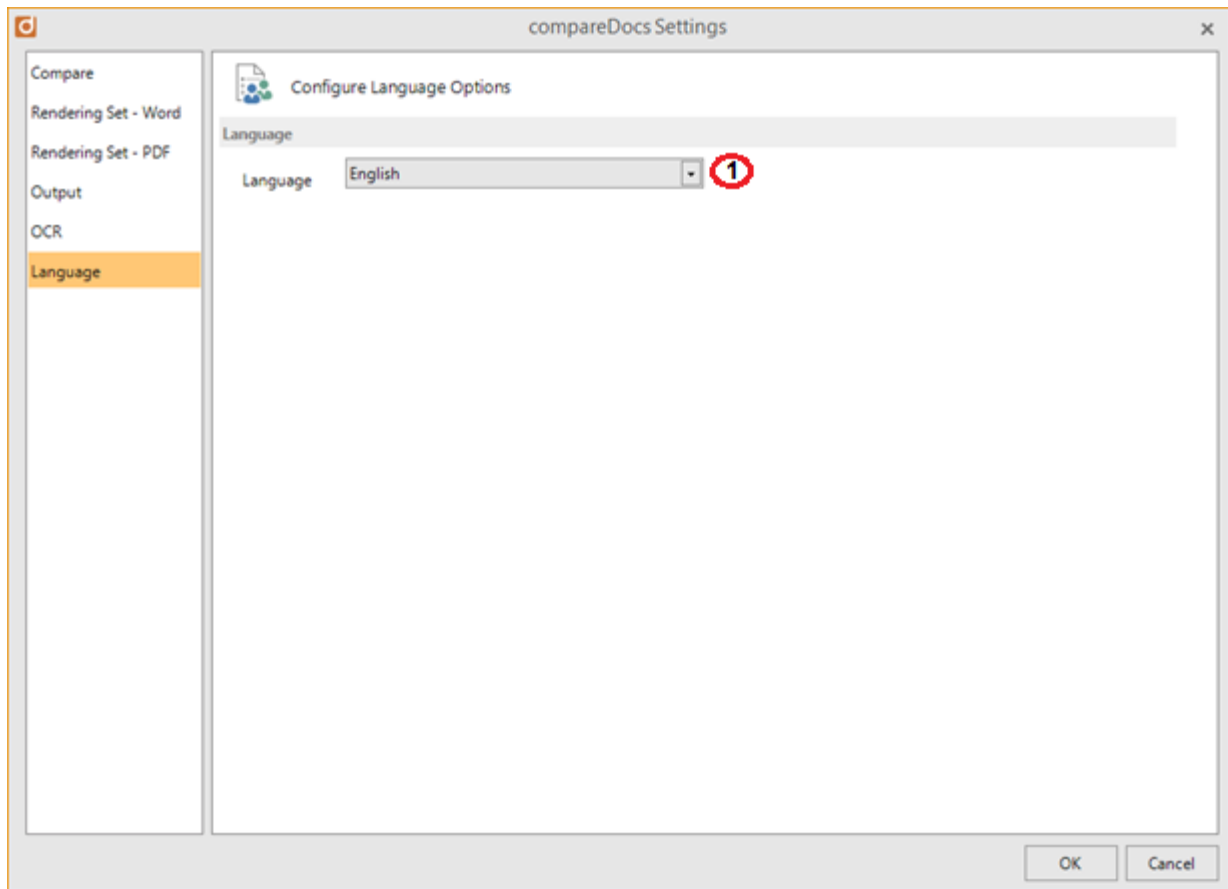 compareDocs Settings
Compare
Rendering Set - Word
Rendering Set - PDF
Output
OCR
Language
Configure Language Options
Language
Language English 1
OK Cancel